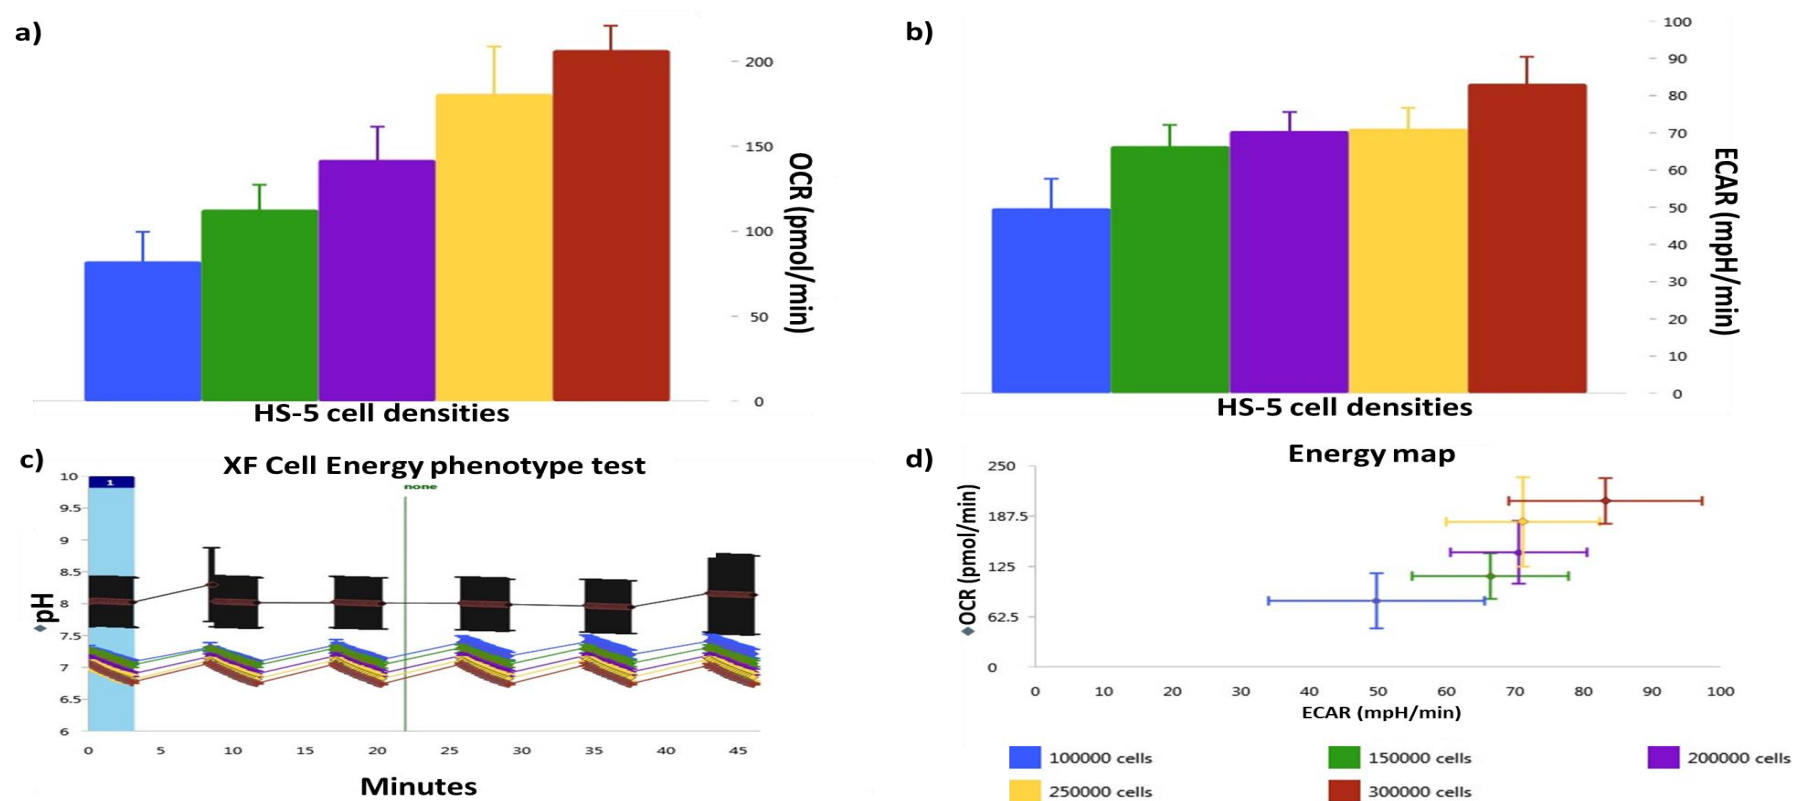 a)
200
150
100
50
0
OCR (pmol/min)
HS-5 cell densities
b)
100
90
80
70
60
50
40
30
20
10
0
ECAR (mpH/min)
HS-5 cell densities
c)
XF Cell Energy phenotype test
1
none
10
9.5
9
8.5
8
7.5
7
6.5
6
pH
0 5 10 15 20 25 30 35 40 45
Minutes
d)
Energy map
250
187.5
125
62.5
0
OCR (pmol/min)
0 10 20 30 40 50 60 70 80 90 100
ECAR (mpH/min)
100000 cells 150000 cells 200000 cells
250000 cells 300000 cells